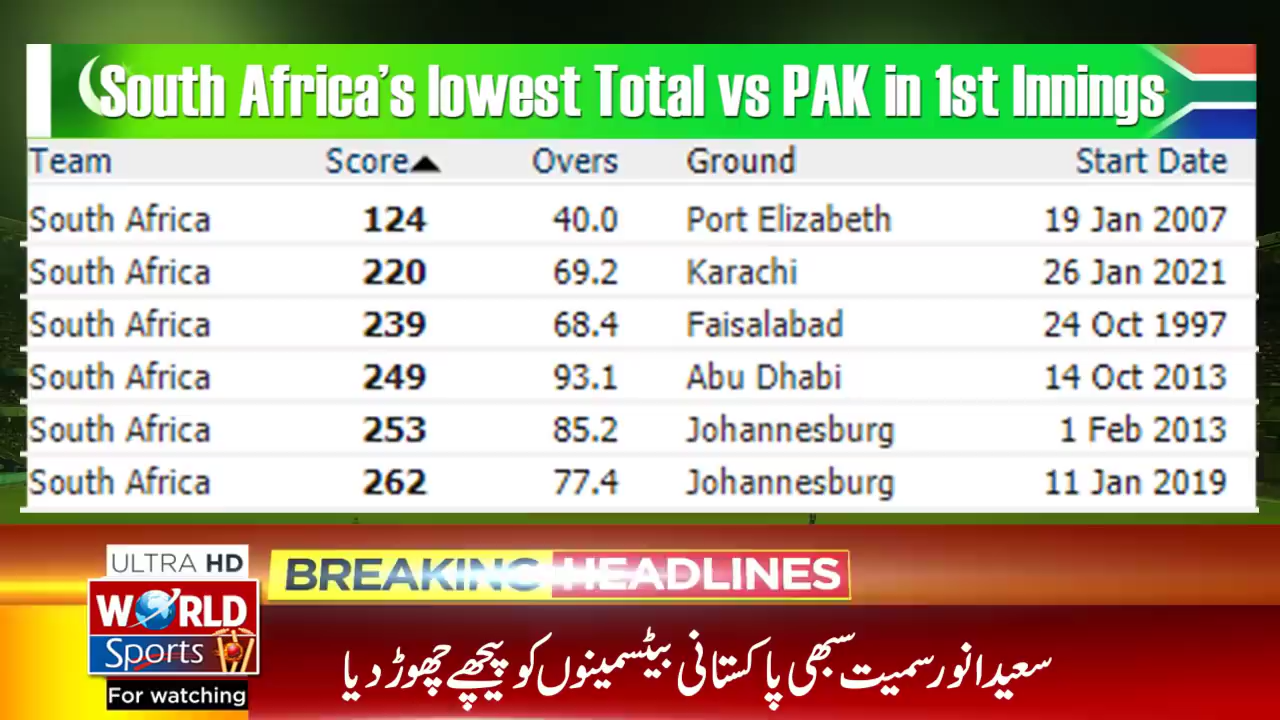 South Africa's lowest Total vs PAK in 1st Innings
Team Score▲ Overs Ground Start Date
South Africa 124 40.0 Port Elizabeth 19 Jan 2007
South Africa 220 69.2 Karachi 26 Jan 2021
South Africa 239 68.4 Faisalabad 24 Oct 1997
South Africa 249 93.1 Abu Dhabi 14 Oct 2013
South Africa 253 85.2 Johannesburg 1 Feb 2013
South Africa 262 77.4 Johannesburg 11 Jan 2019
ULTRA HD
BREAKING HEADLINES
WORLD
Sports
For watching
سعید انور سمیت سبھی پاکستانی بیٹسمینوں کو پیچھے چھوڑ دیا